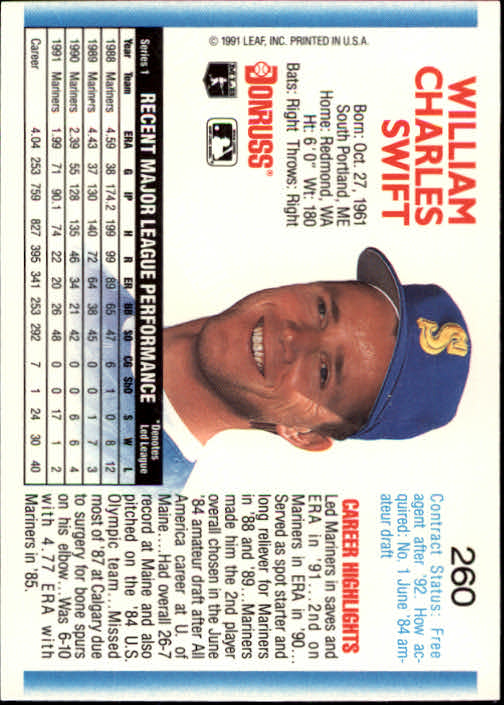 260
WILLIAM
CHARLES
SWIFT
Born: Oct. 27, 1961
South Portland, ME
Home: Redmond, WA
Ht: 6'0" Wt: 180
Bats: Right Throws: Right
DONRUSS®
© 1991 LEAF, INC. PRINTED IN U.S.A.
S
Contract Status: Free
agent after '92. How ac-
quired: No. 1 June '84 am-
ateur draft
CAREER HIGHLIGHTS
Led Mariners in saves and
ERA in '91...2nd on
Mariners in ERA in '90...
Served as spot starter and
long reliever for Mariners
in '88 and '89...Mariners
made him the 2nd player
overall chosen in the June
'84 amateur draft after All
America career at U. of
Maine...Had overall 26-7
record at Maine and also
pitched on the '84 U.S.
Olympic team...Missed
most of '87 at Calgary due
to surgery for bone spurs
on his elbow...Was 6-10
with 4.77 ERA with
Mariners in '85.
Series 1 RECENT MAJOR LEAGUE PERFORMANCE *Denotes Led League
Year Team ERA G IP H R ER BB SO CG ShO S W L
1988 Mariners 4.59 38 174.2 199 99 89 65 47 6 1 0 8 12
1989 Mariners 4.43 37 130 140 72 64 38 45 0 0 1 7 3
1990 Mariners 2.39 55 128 135 46 34 21 42 0 0 6 6 4
1991 Mariners 1.99 71 90.1 74 22 20 26 48 0 0 17 1 2
Career 4.04 253 759 827 395 341 253 292 7 1 24 30 40